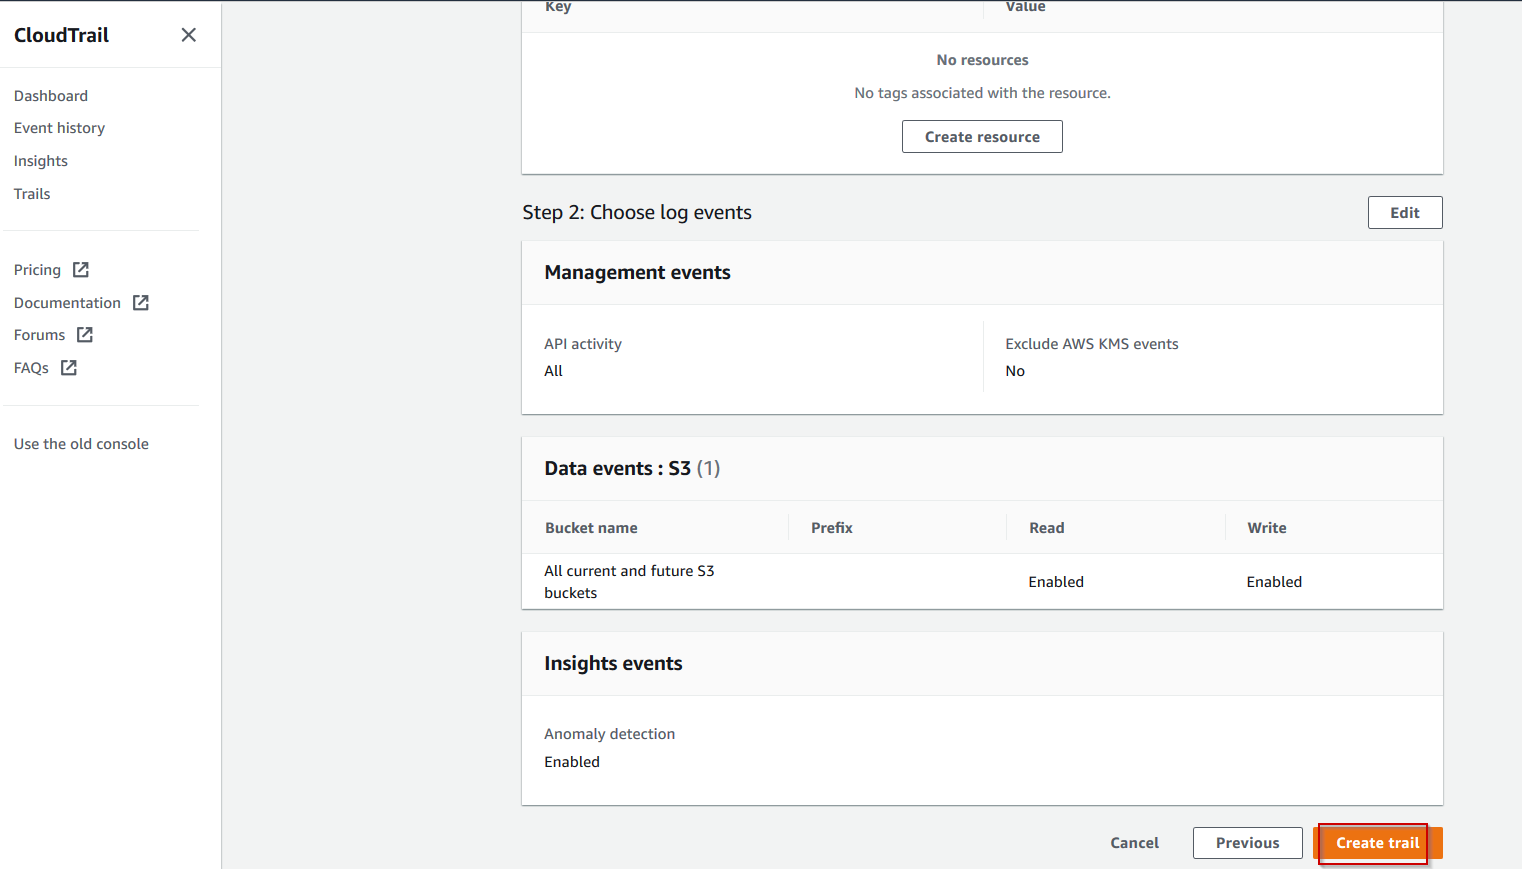 CloudTrail
Dashboard
Event history
Insights
Trails
Pricing
Documentation
Forums
FAQs
Use the old console
Key Value
No resources
No tags associated with the resource.
Create resource
Step 2: Choose log events Edit
Management events
API activity Exclude AWS KMS events
All No
Data events : S3 (1)
Bucket name Prefix Read Write
All current and future S3
buckets Enabled Enabled
Insights events
Anomaly detection
Enabled
Cancel Previous Create trail